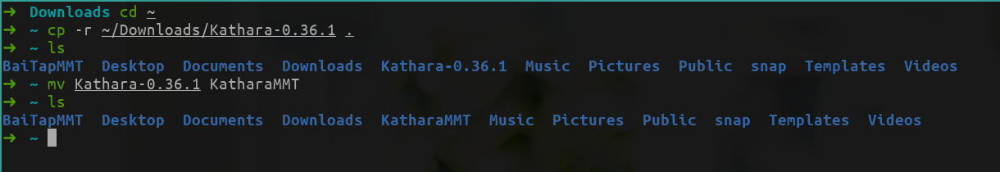 ➜ Downloads cd ~
➜ ~ cp -r ~/Downloads/Kathara-0.36.1 .
➜ ~ ls
BaiTapMMT Desktop Documents Downloads Kathara-0.36.1 Music Pictures Public snap Templates Videos
➜ ~ mv Kathara-0.36.1 KatharaMMT
➜ ~ ls
BaiTapMMT Desktop Documents Downloads KatharaMMT Music Pictures Public snap Templates Videos
➜ ~